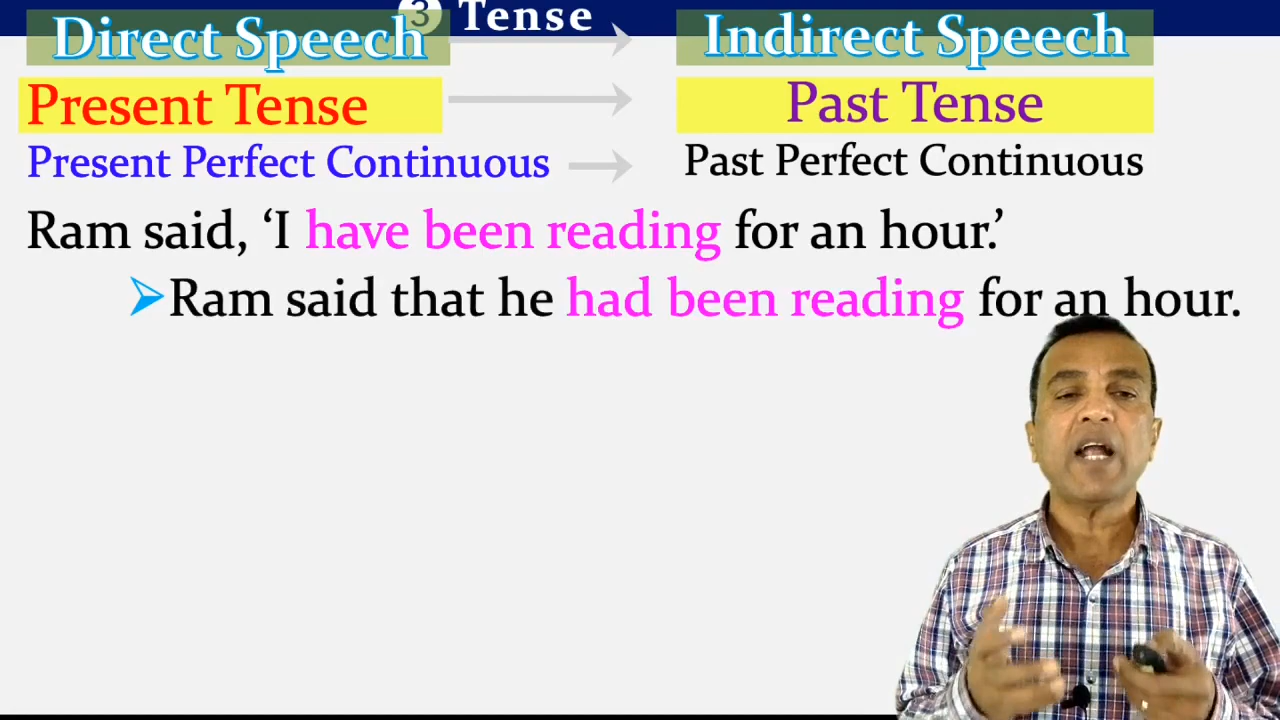 3 Tense
Direct Speech Indirect Speech
Present Tense Past Tense
Present Perfect Continuous Past Perfect Continuous
Ram said, ‘I have been reading for an hour.’
Ram said that he had been reading for an hour.